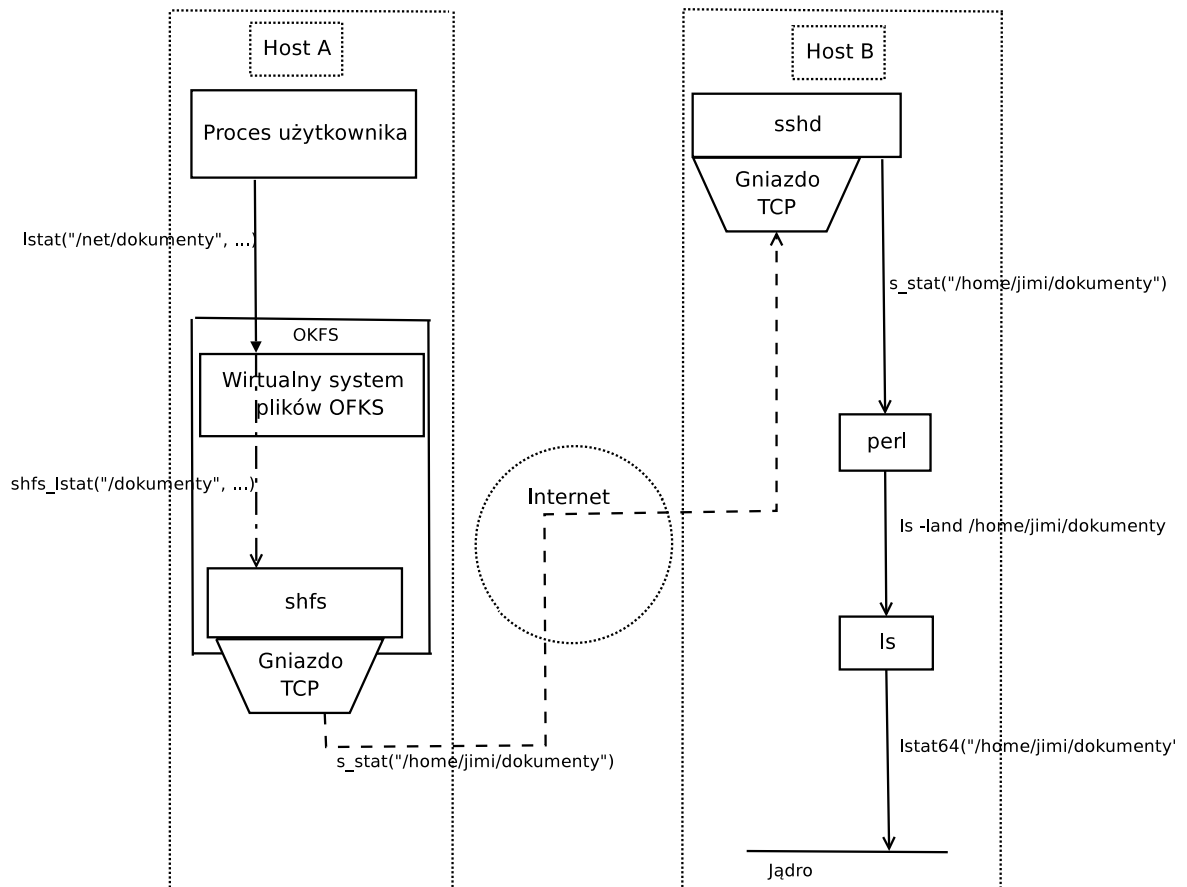 Host A
Proces użytkownika
lstat("/net/dokumenty", ...)
OKFS
Wirtualny system
plików OFKS
shfs_lstat("/dokumenty", ...)
shfs
Gniazdo
TCP
s_stat("/home/jimi/dokumenty")
Internet
Host B
sshd
Gniazdo
TCP
s_stat("/home/jimi/dokumenty")
perl
ls -land /home/jimi/dokumenty
ls
lstat64("/home/jimi/dokumenty"
Jądro